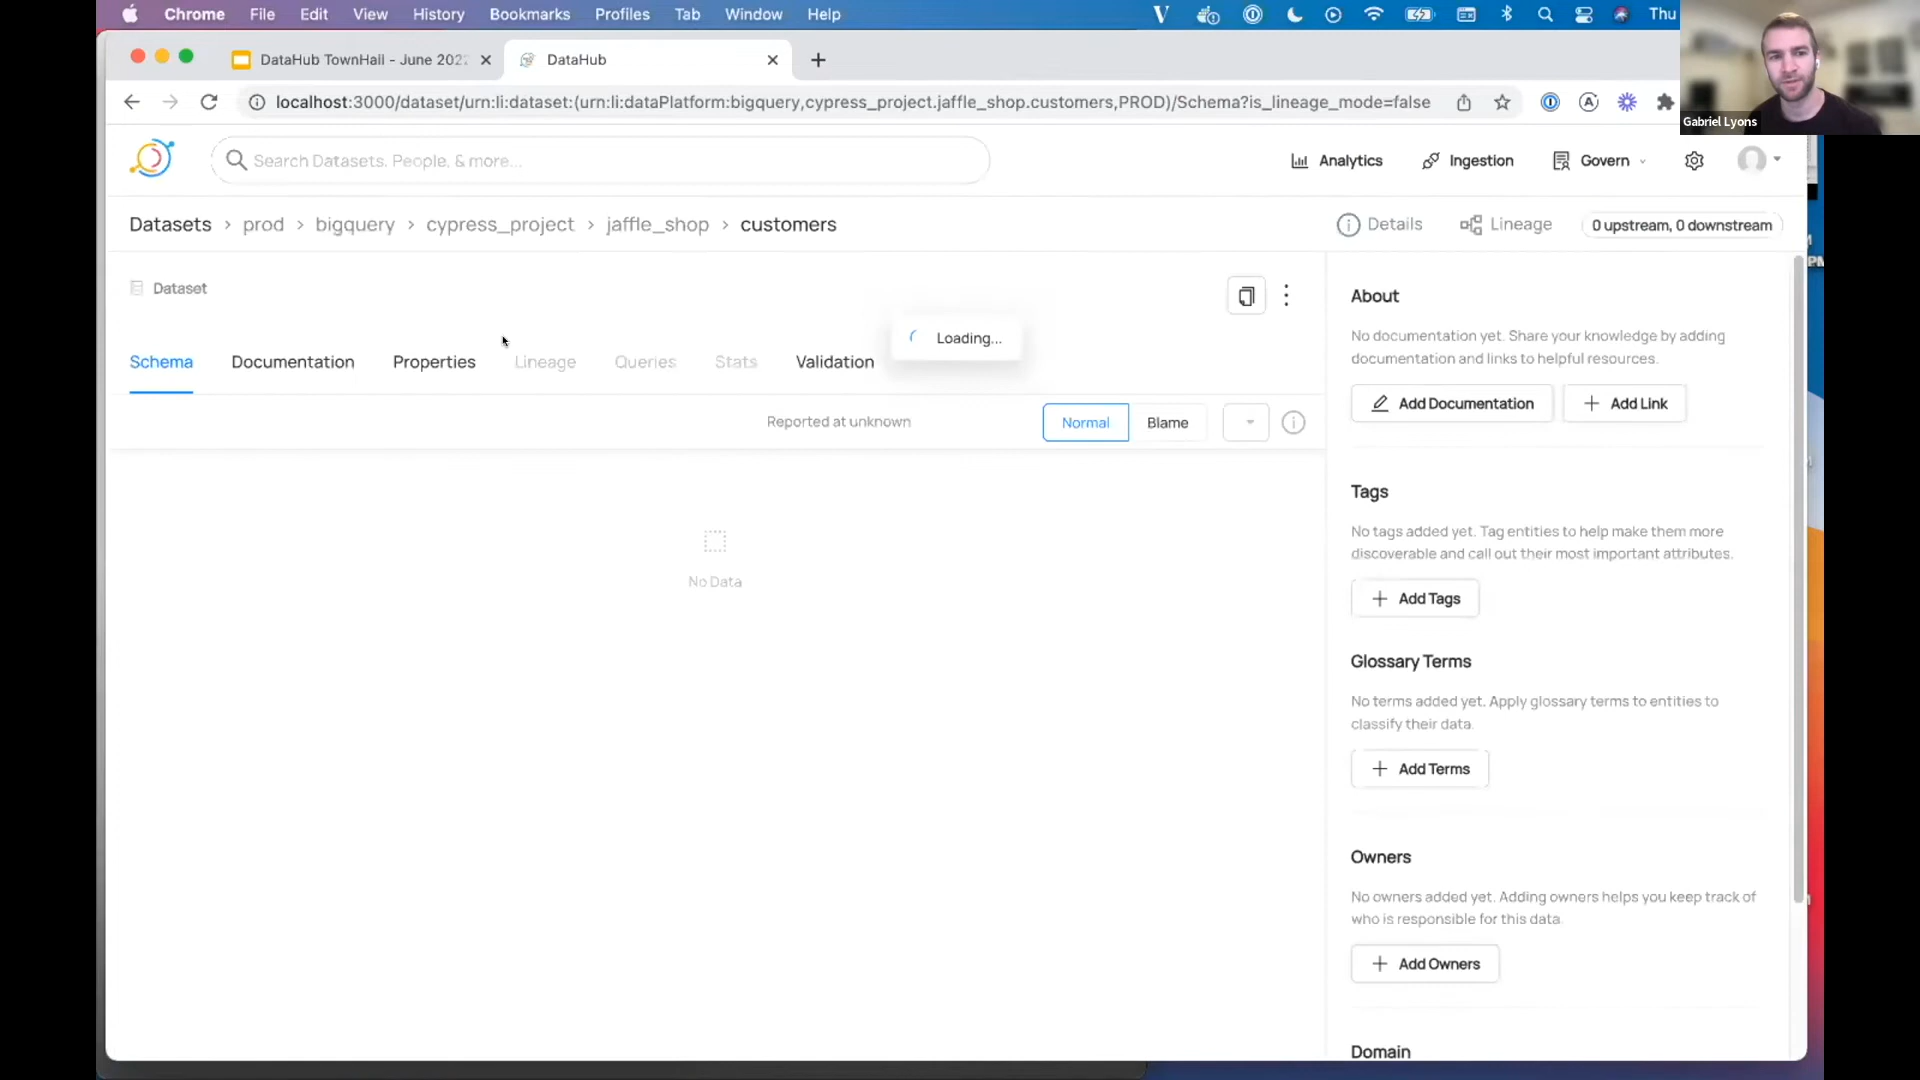 Chrome File Edit View History Bookmarks Profiles Tab Window Help
Thu
DataHub TownHall - June 202
DataHub
localhost:3000/dataset/urn:li:dataset:(urn:li:dataPlatform:bigquery,cypress_project.jaffle_shop.customers,PROD)/Schema?is_lineage_mode=false
Gabriel Lyons
Search Datasets, People, & more...
Analytics
Ingestion
Govern
Datasets > prod > bigquery > cypress_project > jaffle_shop > customers
Details
Lineage
0 upstream, 0 downstream
Dataset
Loading...
Schema Documentation Properties Lineage Queries Stats Validation
Reported at unknown
Normal
Blame
No Data
About
No documentation yet. Share your knowledge by adding
documentation and links to helpful resources.
Add Documentation
+ Add Link
Tags
No tags added yet. Tag entities to help make them more
discoverable and call out their most important attributes.
+ Add Tags
Glossary Terms
No terms added yet. Apply glossary terms to entities to
classify their data.
+ Add Terms
Owners
No owners added yet. Adding owners helps you keep track of
who is responsible for this data.
+ Add Owners
Domain